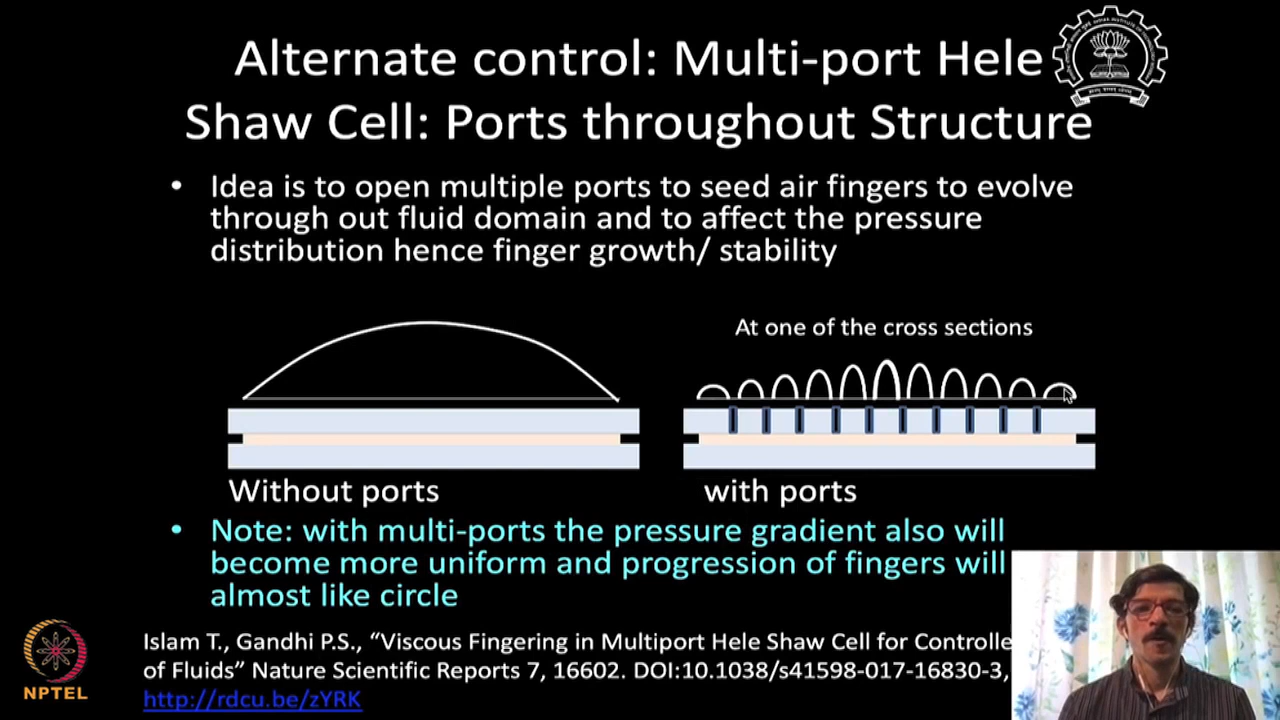 Alternate control: Multi-port Hele
Shaw Cell: Ports throughout Structure
• Idea is to open multiple ports to seed air fingers to evolve
through out fluid domain and to affect the pressure
distribution hence finger growth/ stability
At one of the cross sections
Without ports
with ports
• Note: with multi-ports the pressure gradient also will
become more uniform and progression of fingers will
almost like circle
Islam T., Gandhi P.S., “Viscous Fingering in Multiport Hele Shaw Cell for Controlle
of Fluids” Nature Scientific Reports 7, 16602. DOI:10.1038/s41598-017-16830-3,
http://rdcu.be/zYRK
NPTEL